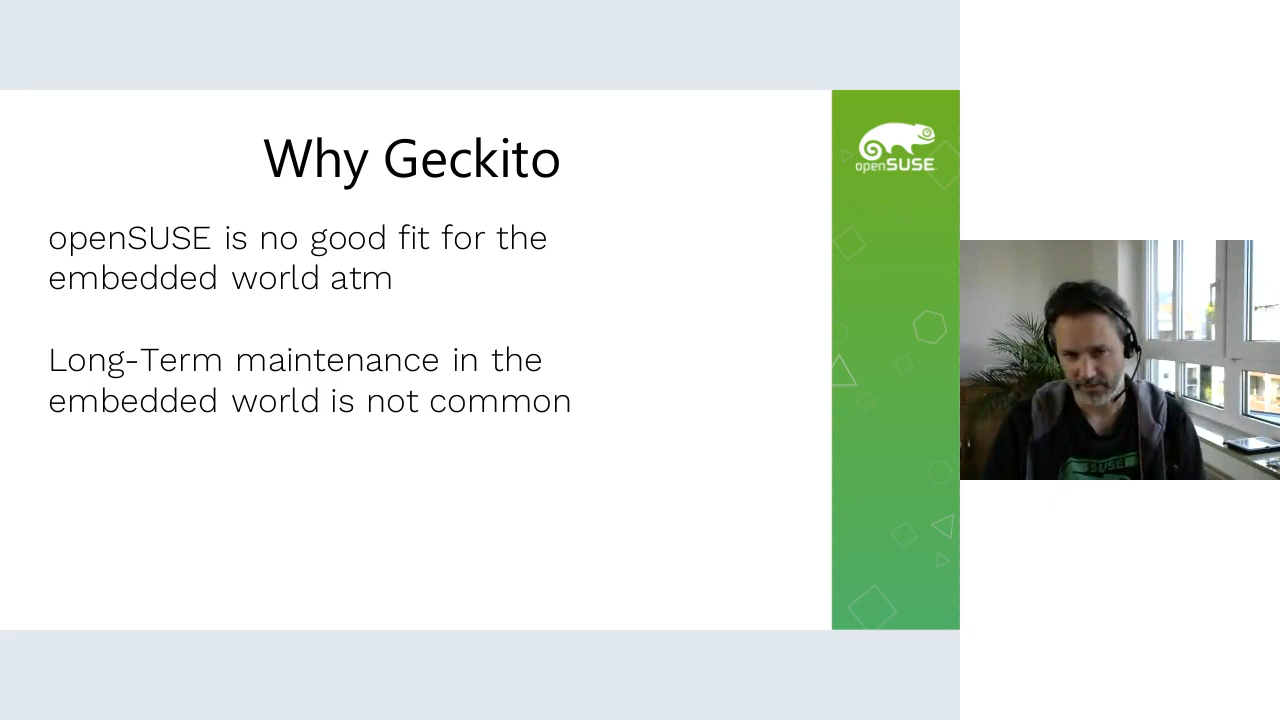 Why Geckito
openSUSE
openSUSE is no good fit for the
embedded world atm
Long-Term maintenance in the
embedded world is not common
SUSE